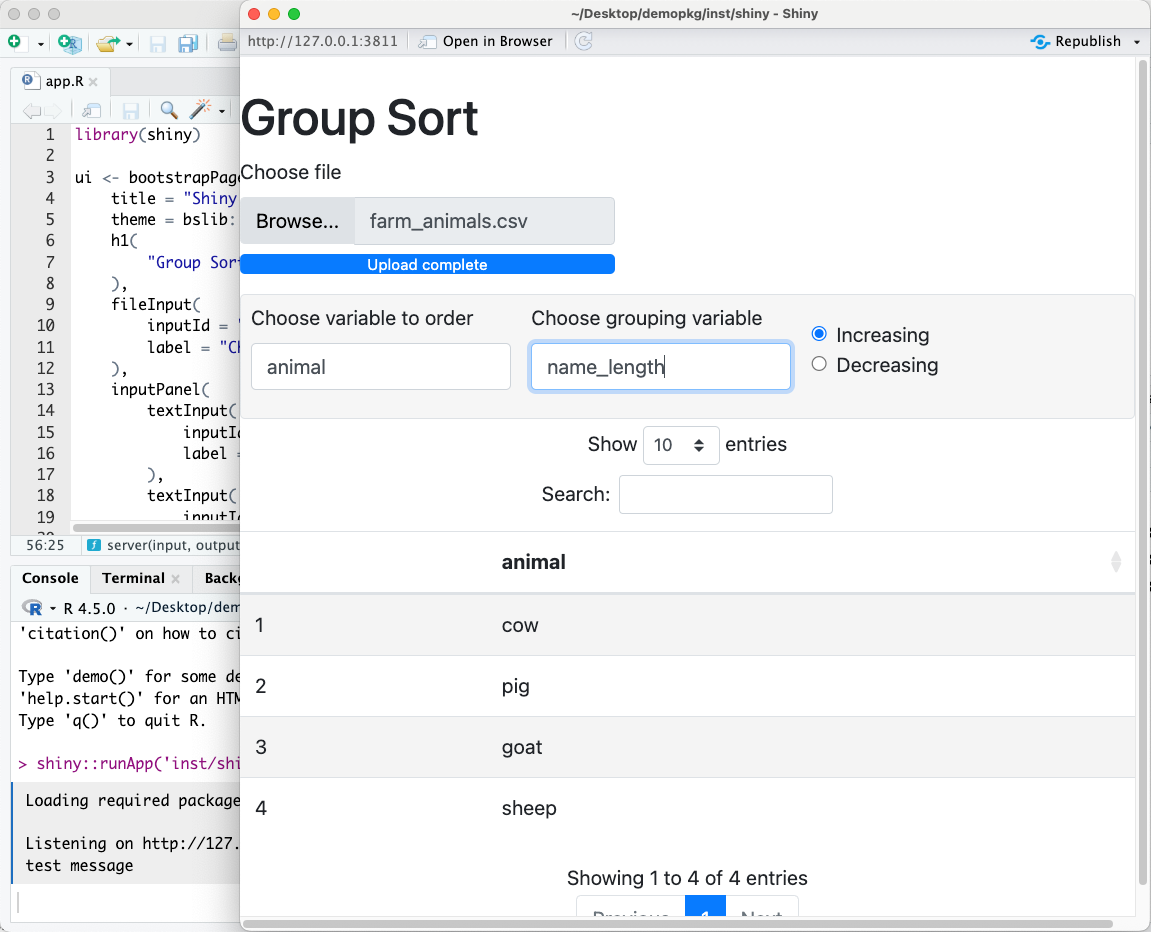 ~/Desktop/demopkg/inst/shiny - Shiny
http://127.0.0.1:3811
Open in Browser
Republish
app.R
1 library(shiny)
2
3 ui <- bootstrapPage
4 title = "Shiny
5 theme = bslib:
6 h1(
7 "Group Sor
8 ),
9 fileInput(
10 inputId = "
11 label = "Ch
12 ),
13 inputPanel(
14 textInput(
15 inputId
16 label =
17 ),
18 textInput(
19 inputId
20
56:25 server(input, output
Console Terminal Backg
R 4.5.0 · ~/Desktop/dem
'citation()' on how to ci
Type 'demo()' for some de
'help.start()' for an HTM
Type 'q()' to quit R.
> shiny::runApp('inst/shi
Loading required package
Listening on http://127.
test message
Group Sort
Choose file
Browse... farm_animals.csv
Upload complete
Choose variable to order
animal
Choose grouping variable
name_length
Increasing
Decreasing
Show 10 entries
Search:
animal
1 cow
2 pig
3 goat
4 sheep
Showing 1 to 4 of 4 entries
Previous 1 Next